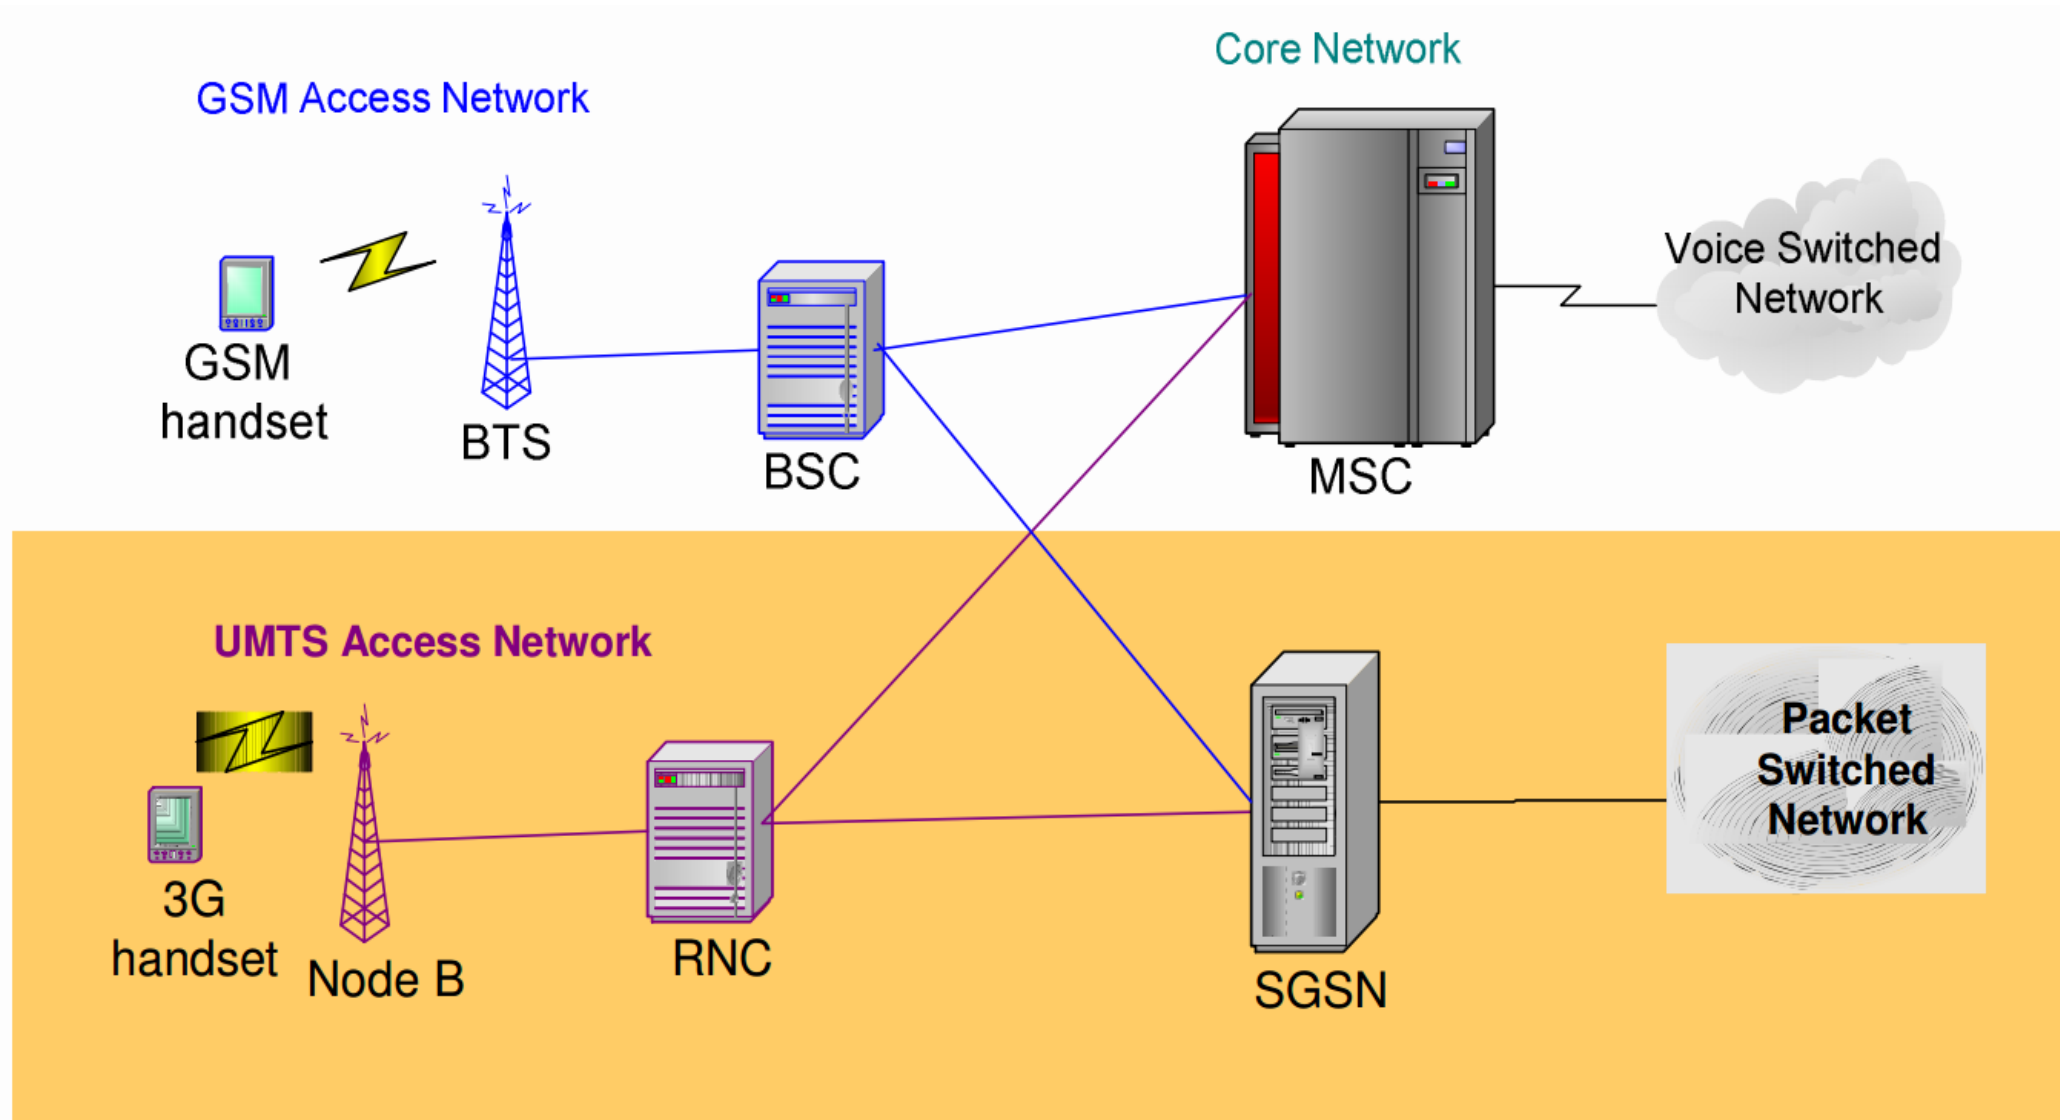 Core Network
GSM Access Network
Voice Switched
Network
GSM
handset
BTS
BSC
MSC
UMTS Access Network
Packet
Switched
Network
3G
handset
Node B
RNC
SGSN